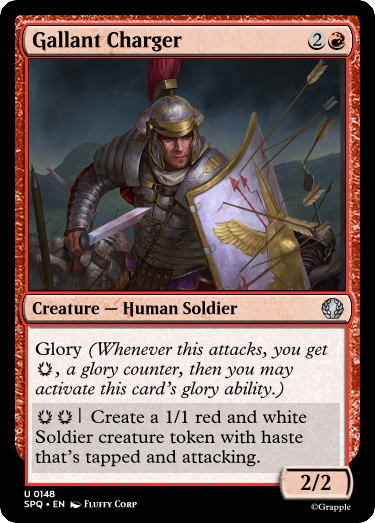 Gallant Charger 2
Creature — Human Soldier
Glory (Whenever this attacks, you get
, a glory counter, then you may
activate this card's glory ability.)
| Create a 1/1 red and white
Soldier creature token with haste
that's tapped and attacking.
2/2
U 0148
SPQ • EN Fluffy Corp
©Grapple